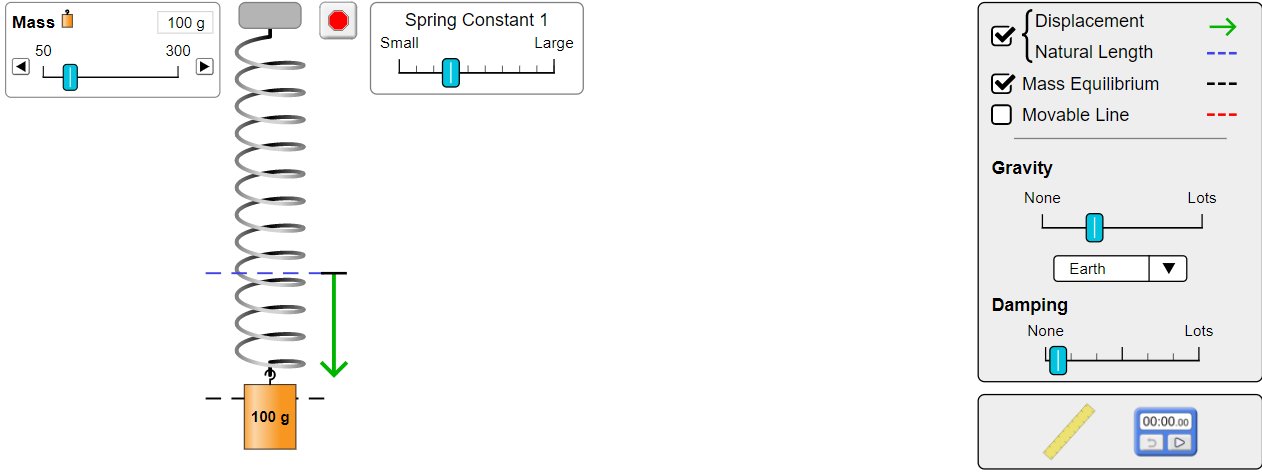 Mass
100 g
50
300
Spring Constant 1
Small
Large
100 g
Displacement
Natural Length
Mass Equilibrium
Movable Line
Gravity
None
Lots
Earth
Damping
None
Lots
00:00.00